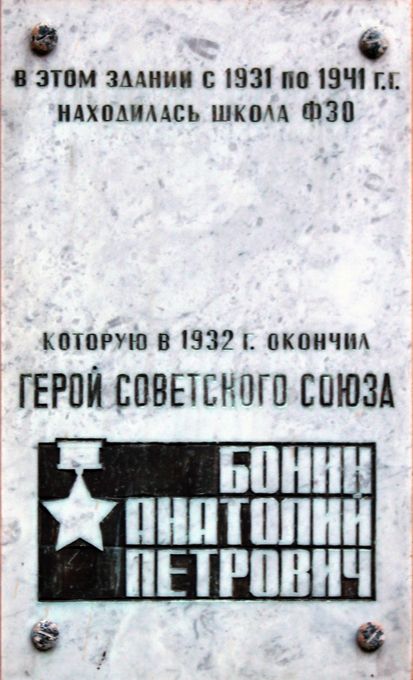 В ЭТОМ ЗДАНИИ С 1931 ПО 1941 Г.Г.
НАХОДИЛАСЬ ШКОЛА ФЗО
КОТОРУЮ В 1932 Г. ОКОНЧИЛ
ГЕРОЙ СОВЕТСКОГО СОЮЗА
БОНИН
АНАТОЛИЙ
ПЕТРОВИЧ